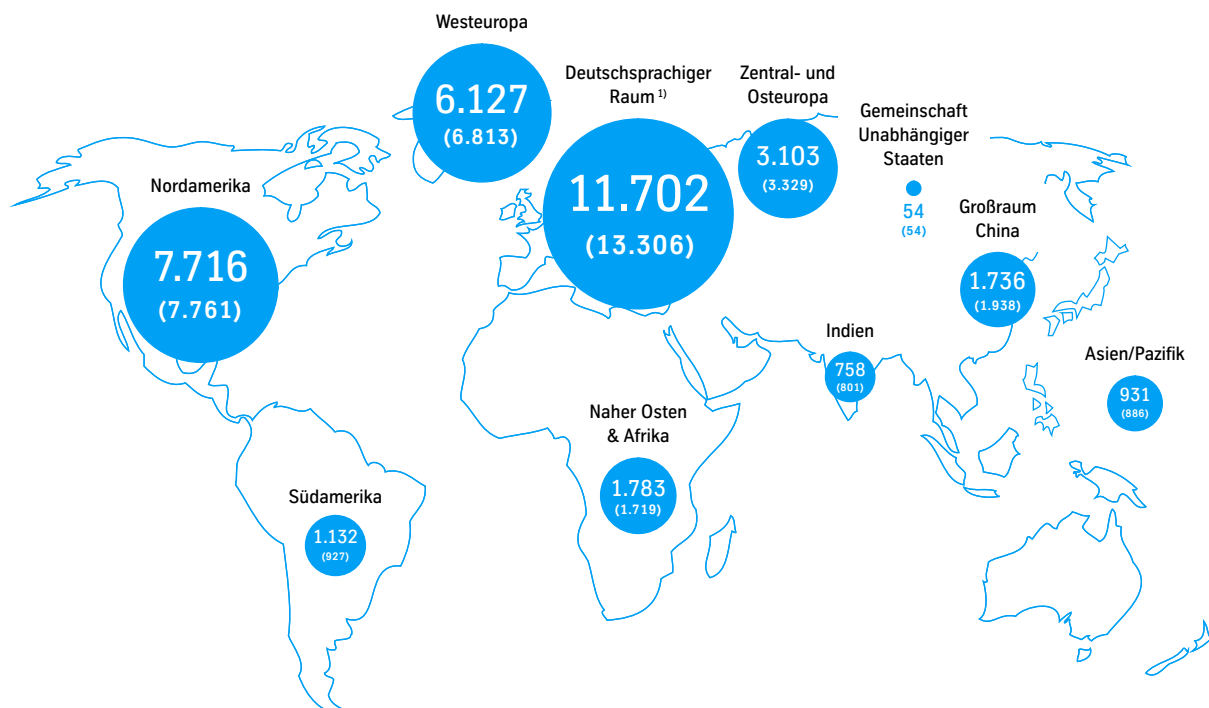 Westeuropa
6.127
(6.813)
Deutschsprachiger
Raum 1)
11.702
(13.306)
Zentral- und
Osteuropa
3.103
(3.329)
Gemeinschaft
Unabhängiger
Staaten
54
(54)
Nordamerika
7.716
(7.761)
Großraum
China
1.736
(1.938)
Indien
758
(801)
Asien/Pazifik
931
(886)
Naher Osten
& Afrika
1.783
(1.719)
Südamerika
1.132
(927)